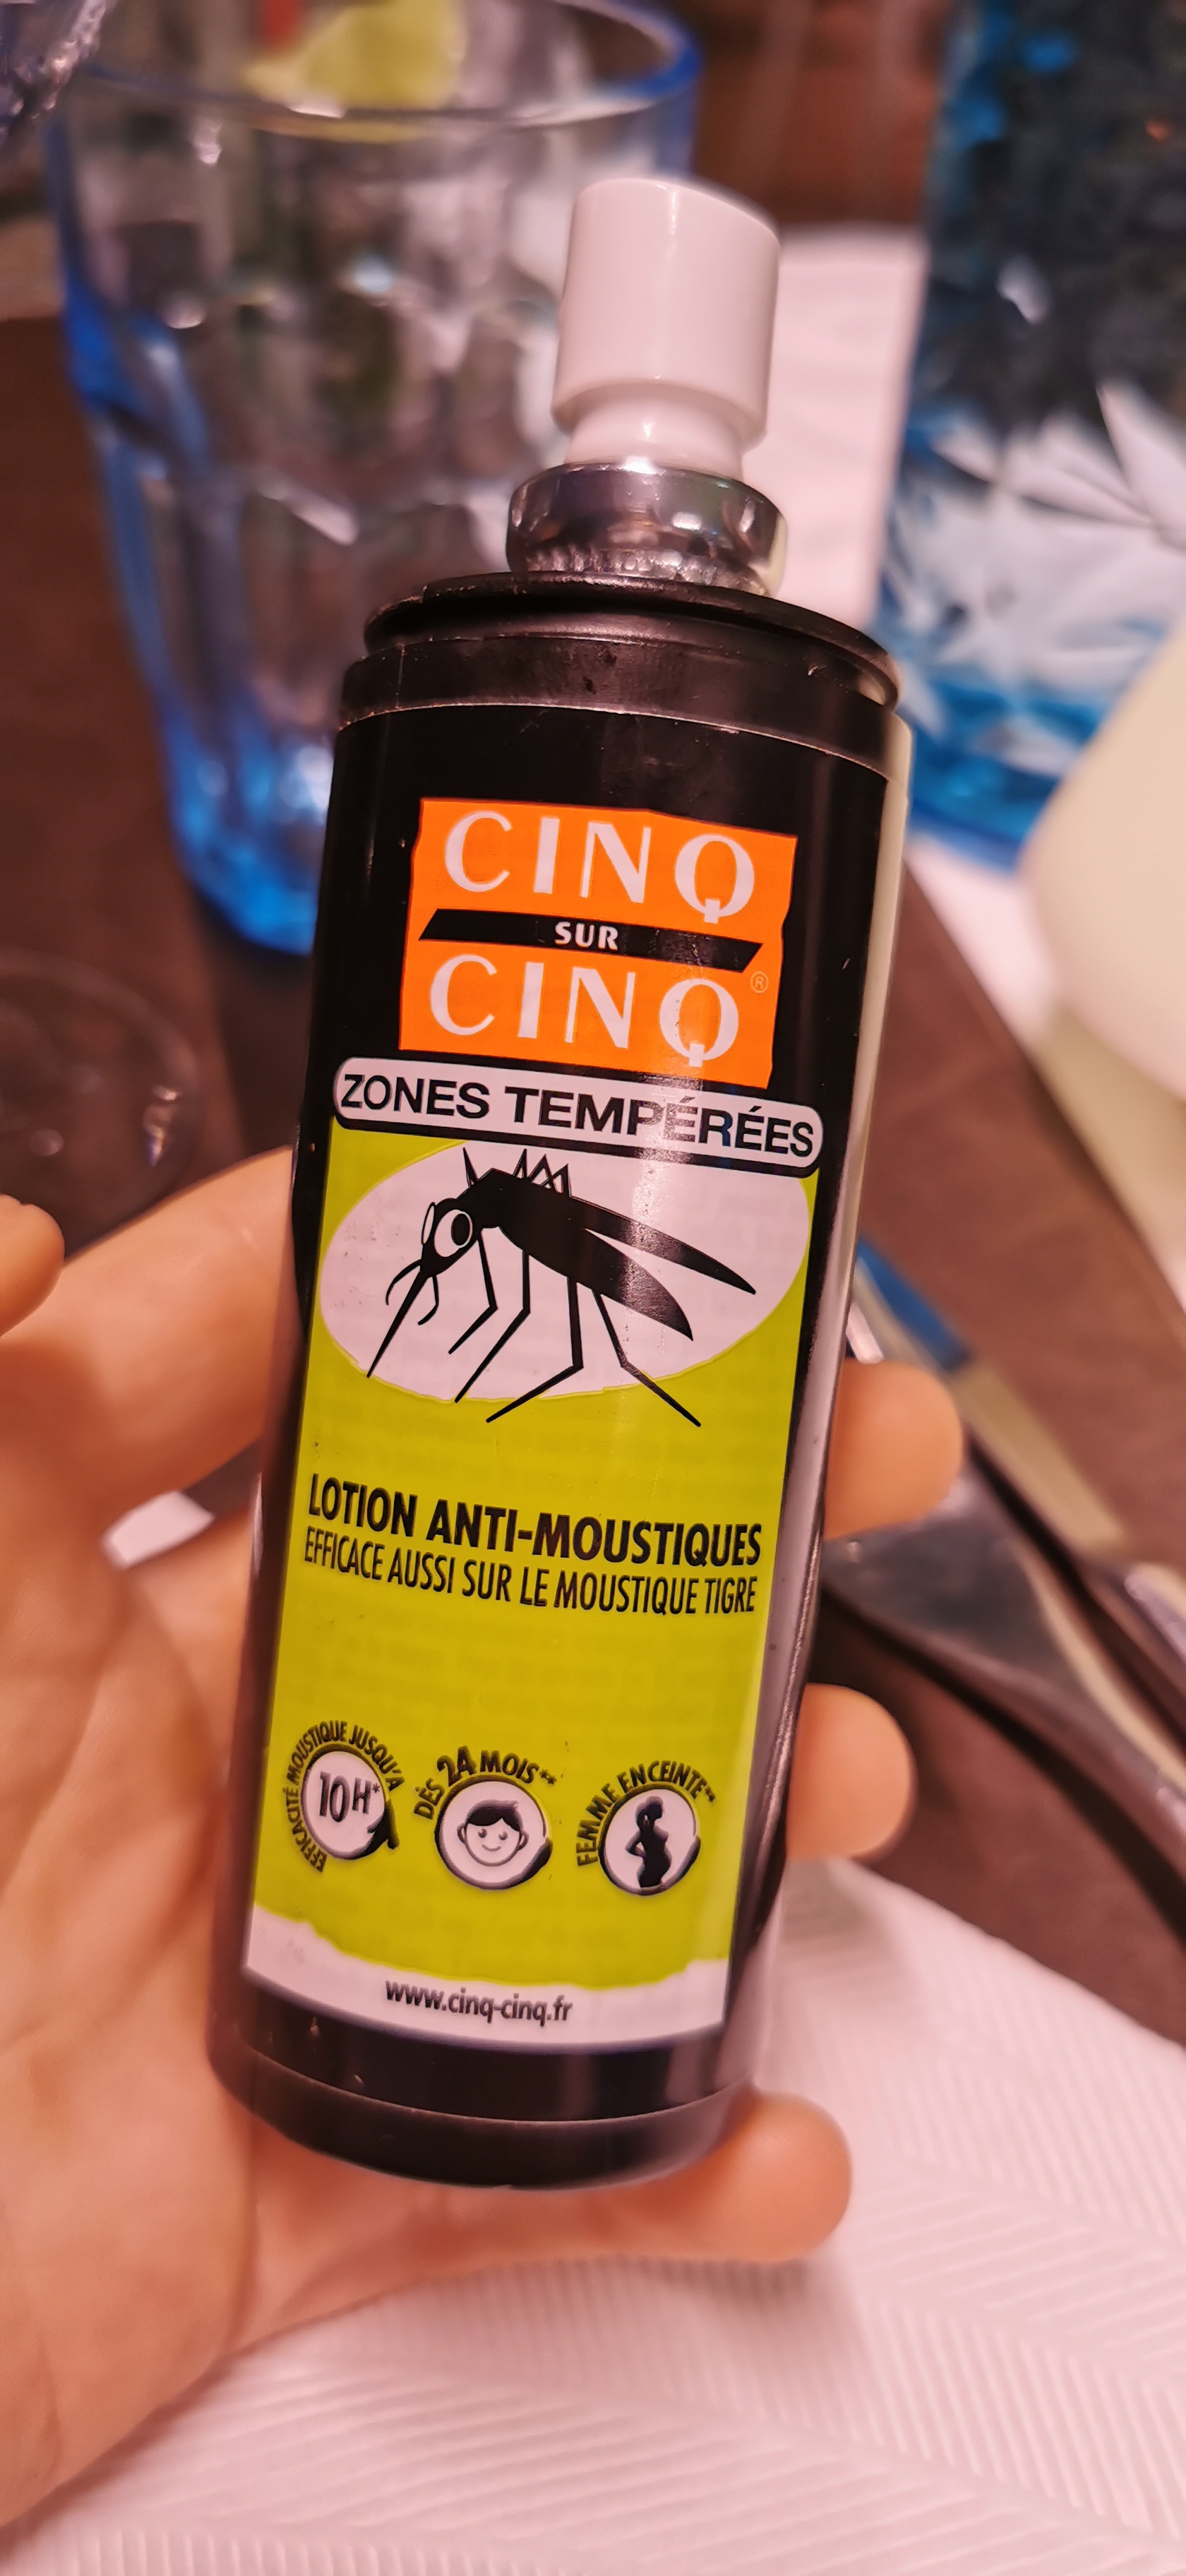 CINQ
SUR
CINQ®
ZONES TEMPÉRÉES
LOTION ANTI-MOUSTIQUES
EFFICACE AUSSI SUR LE MOUSTIQUE TIGRE
EFFICACITÉ MOUSTIQUE JUSQU'À
10H*
DÈS 24 MOIS**
FEMME ENCEINTE**
www.cinq-cinq.fr